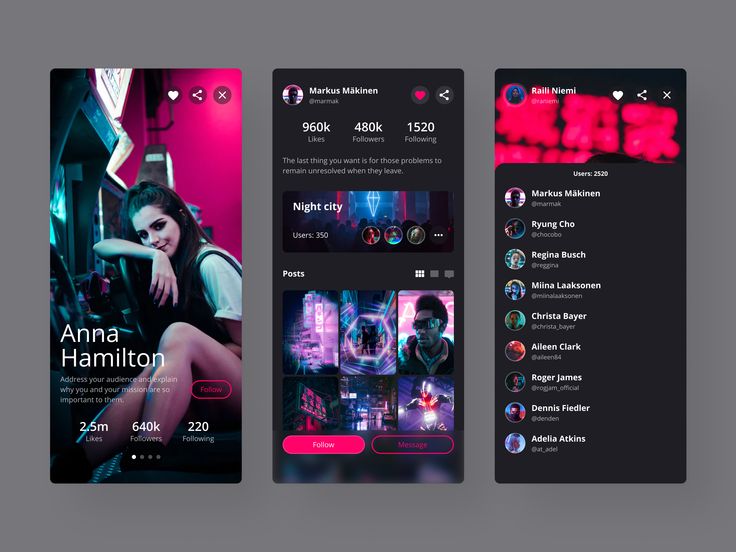 Anna
Hamilton
Address your audience and explain
why you and your mission are so
important to them.
Follow
2.5m
640k
220
Likes
Followers
Following
Markus Mäkinen
@marmak
960k
480k
1520
Likes
Followers
Following
The last thing you want is for those problems to
remain unresolved when they leave.
Night city
Users: 350
Posts
Follow
Message
Raili Niemi
@raniemi
Users: 2520
Markus Mäkinen
@marmak
Ryung Cho
@chocobo
Regina Busch
@reggina
Miina Laaksonen
@miinalaaksonen
Christa Bayer
@christa_bayer
Aileen Clark
@aileen84
Roger James
@rogjam_official
Dennis Fiedler
@denden
Adelia Atkins
@at_adel